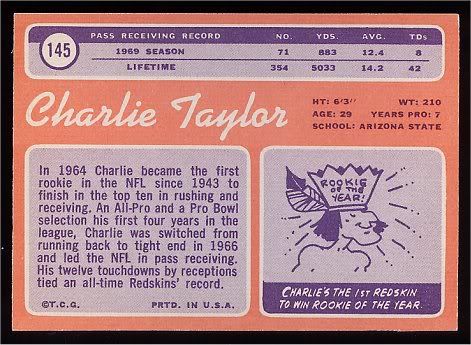 145
PASS RECEIVING RECORD NO. YDS. AVG. TDS
1969 SEASON 71 883 12.4 8
LIFETIME 354 5033 14.2 42
Charlie Taylor
HT: 6'3" WT: 210
AGE: 29 YEARS PRO: 7
SCHOOL: ARIZONA STATE
In 1964 Charlie became the first
rookie in the NFL since 1943 to
finish in the top ten in rushing and
receiving. An All-Pro and a Pro Bowl
selection his first four years in the
league, Charlie was switched from
running back to tight end in 1966
and led the NFL in pass receiving.
His twelve touchdowns by receptions
tied an all-time Redskins' record.
©T.C.G. PRTD. IN U.S.A.
ROOKIE
OF THE
YEAR!
CHARLIE'S THE 1ST REDSKIN
TO WIN ROOKIE OF THE YEAR.